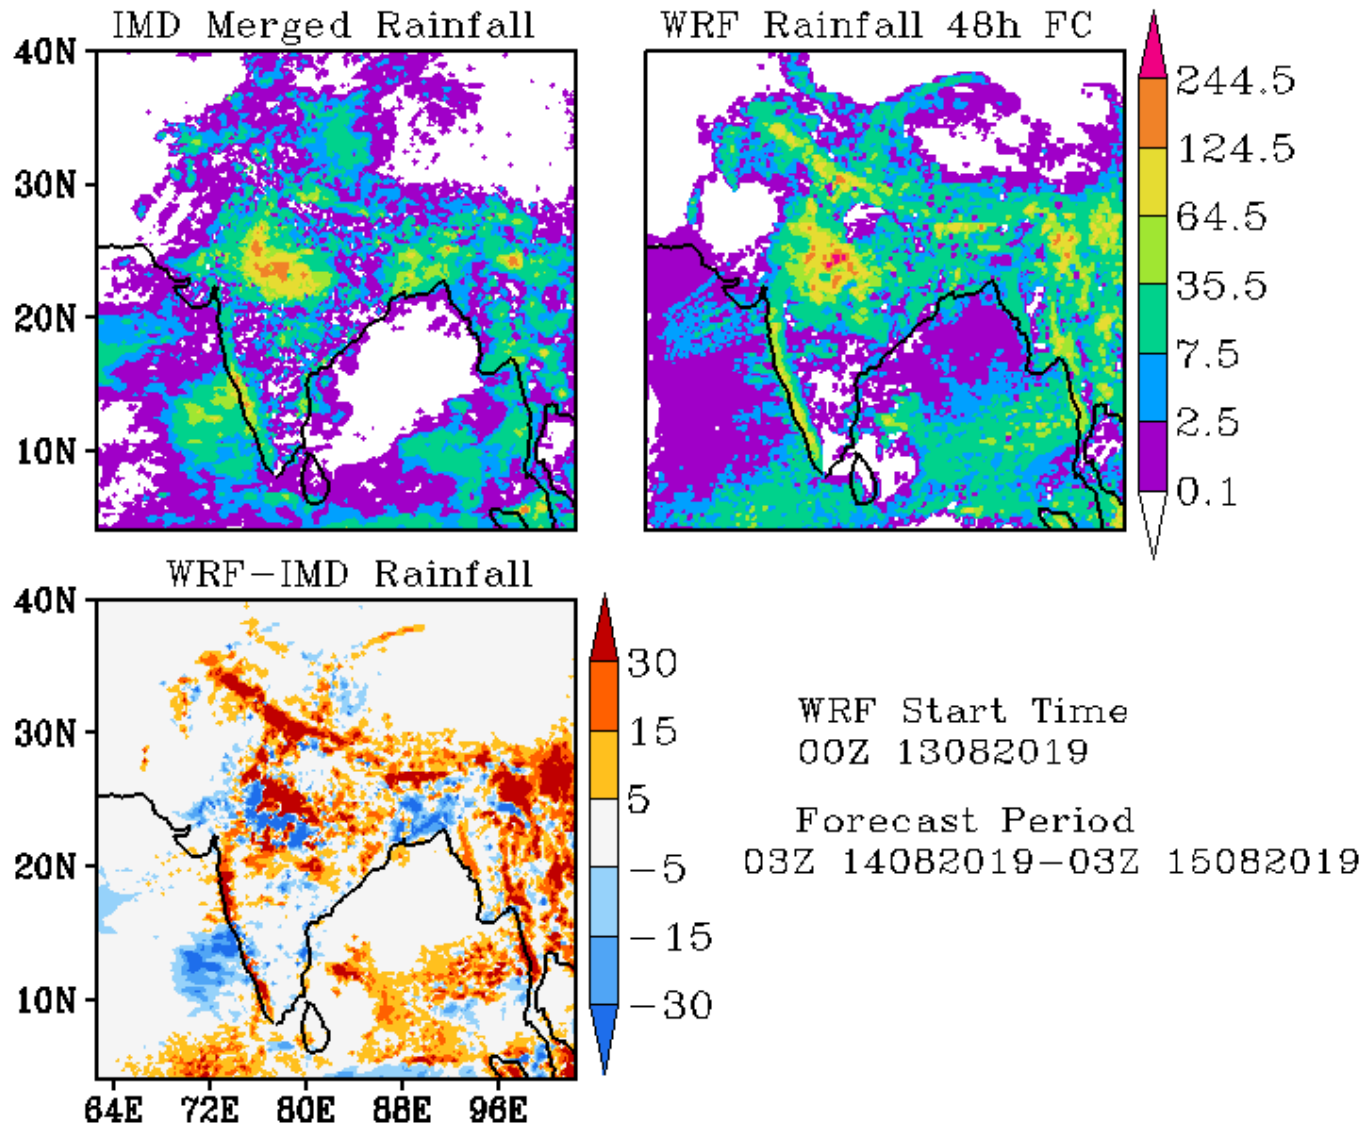 IMD Merged Rainfall
WRF Rainfall 48h FC
40N
30N
20N
10N
244.5
124.5
64.5
35.5
7.5
2.5
0.1
WRF-IMD Rainfall
40N
30N
20N
10N
64E 72E 80E 88E 96E
30
15
5
-5
-15
-30
WRF Start Time
00Z 13082019
Forecast Period
03Z 14082019-03Z 15082019